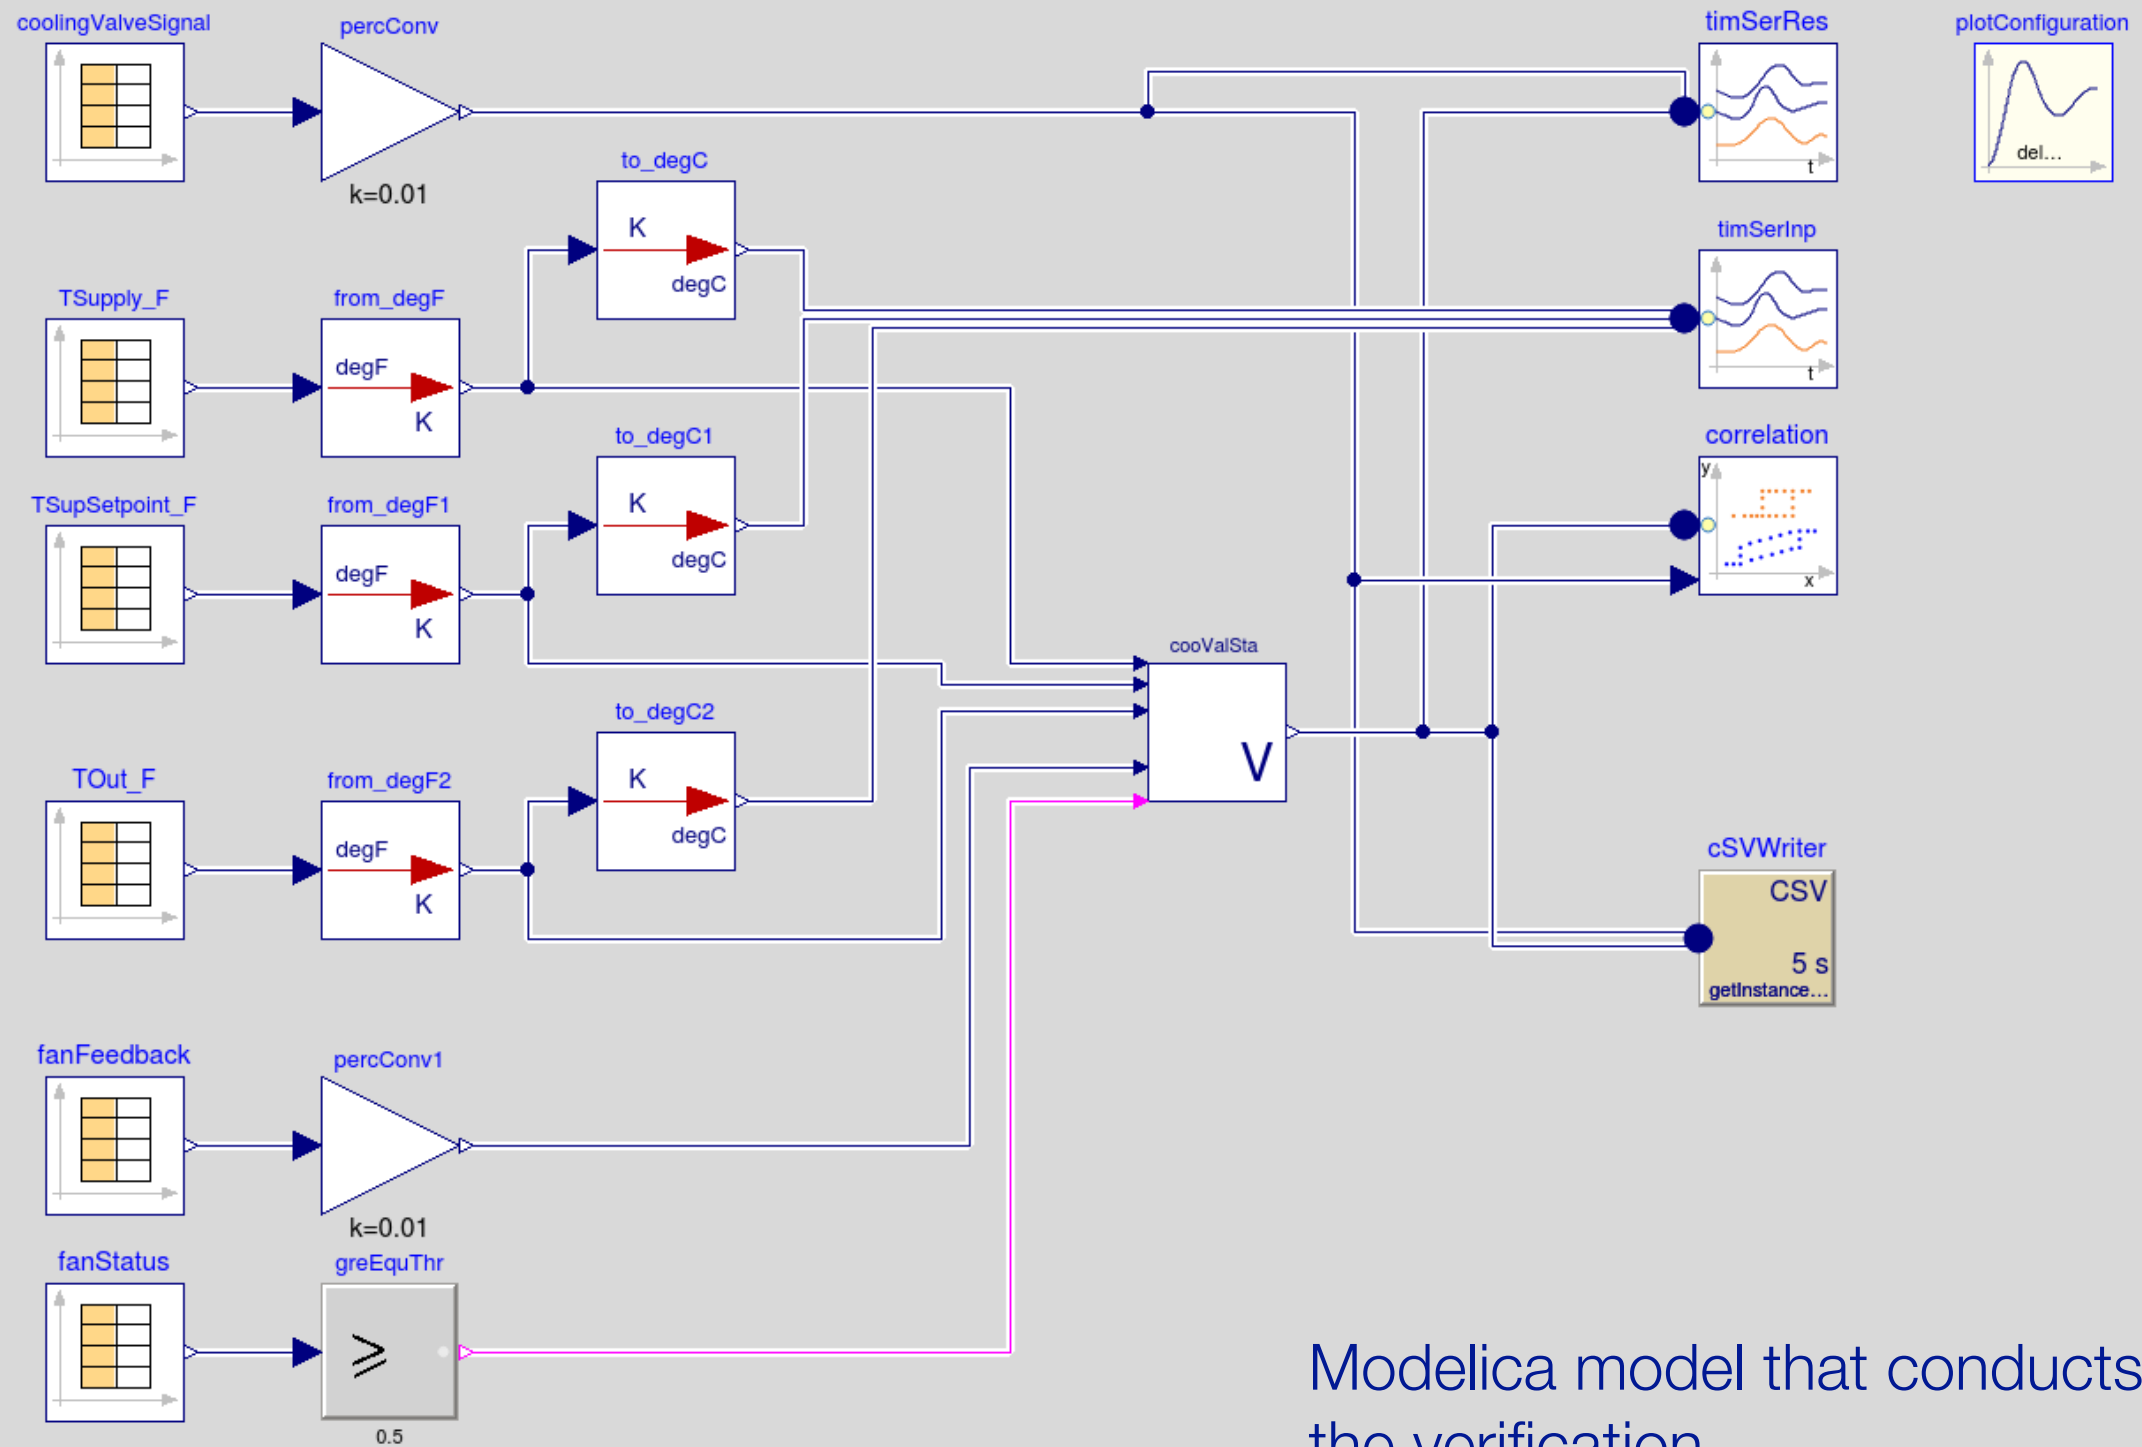 coolingValveSignal
percConv
k=0.01
timSerRes
t
plotConfiguration
del...
to_degC
K
degC
timSerInp
t
TSupply_F
from_degF
degF
K
to_degC1
K
degC
correlation
y
x
TSupSetpoint_F
from_degF1
degF
K
cooValSta
V
to_degC2
K
degC
TOut_F
from_degF2
degF
K
cSVWriter
CSV
5 s
getInstance...
fanFeedback
percConv1
k=0.01
fanStatus
greEquThr
≥
0.5
Modelica model that conducts
the verification